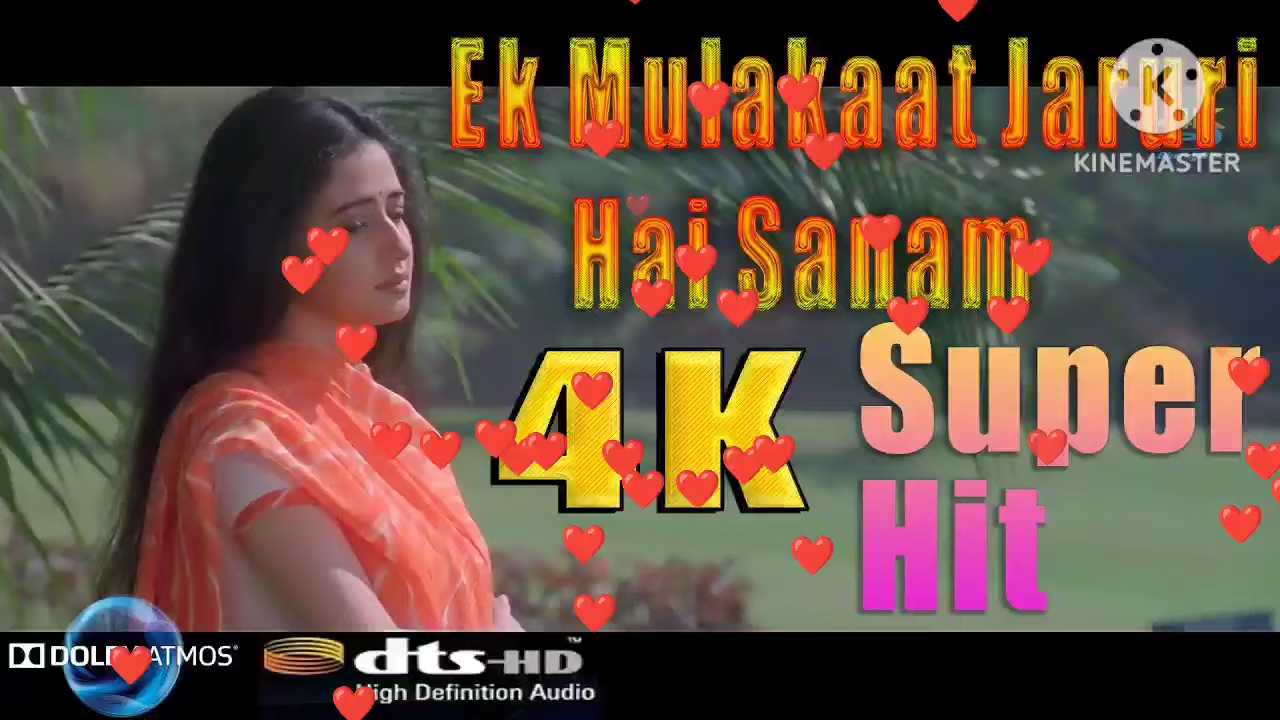 Ek Mulakaat Jaruri
KINEMASTER
Hai Sanam
4K
Super
Hit
DOLBY ATMOS
dts-HD
High Definition Audio